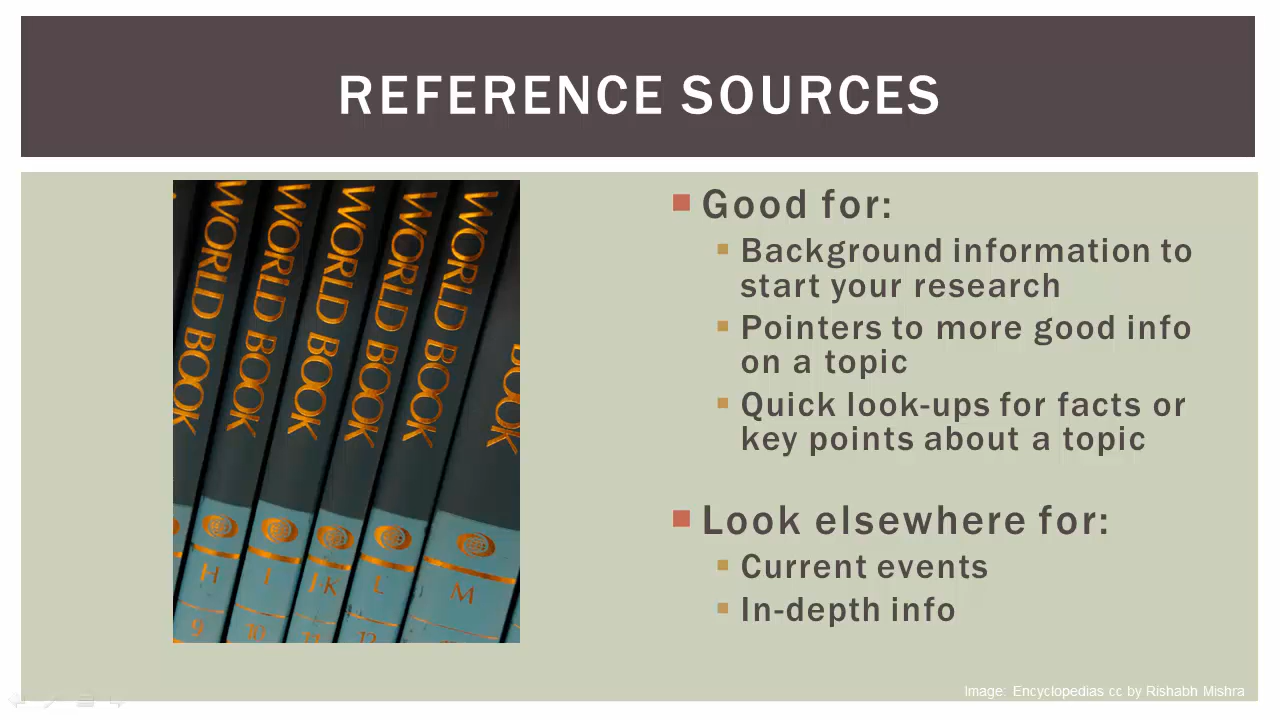 REFERENCE SOURCES
WORLD BOOK
WORLD BOOK
WORLD BOOK
WORLD BOOK
WORLD BOOK
BOOK
H
I
J-K
L
M
9
10
11
12
Good for:
Background information to
start your research
Pointers to more good info
on a topic
Quick look-ups for facts or
key points about a topic
Look elsewhere for:
Current events
In-depth info
Image: Encyclopedias cc by Rishabh Mishra